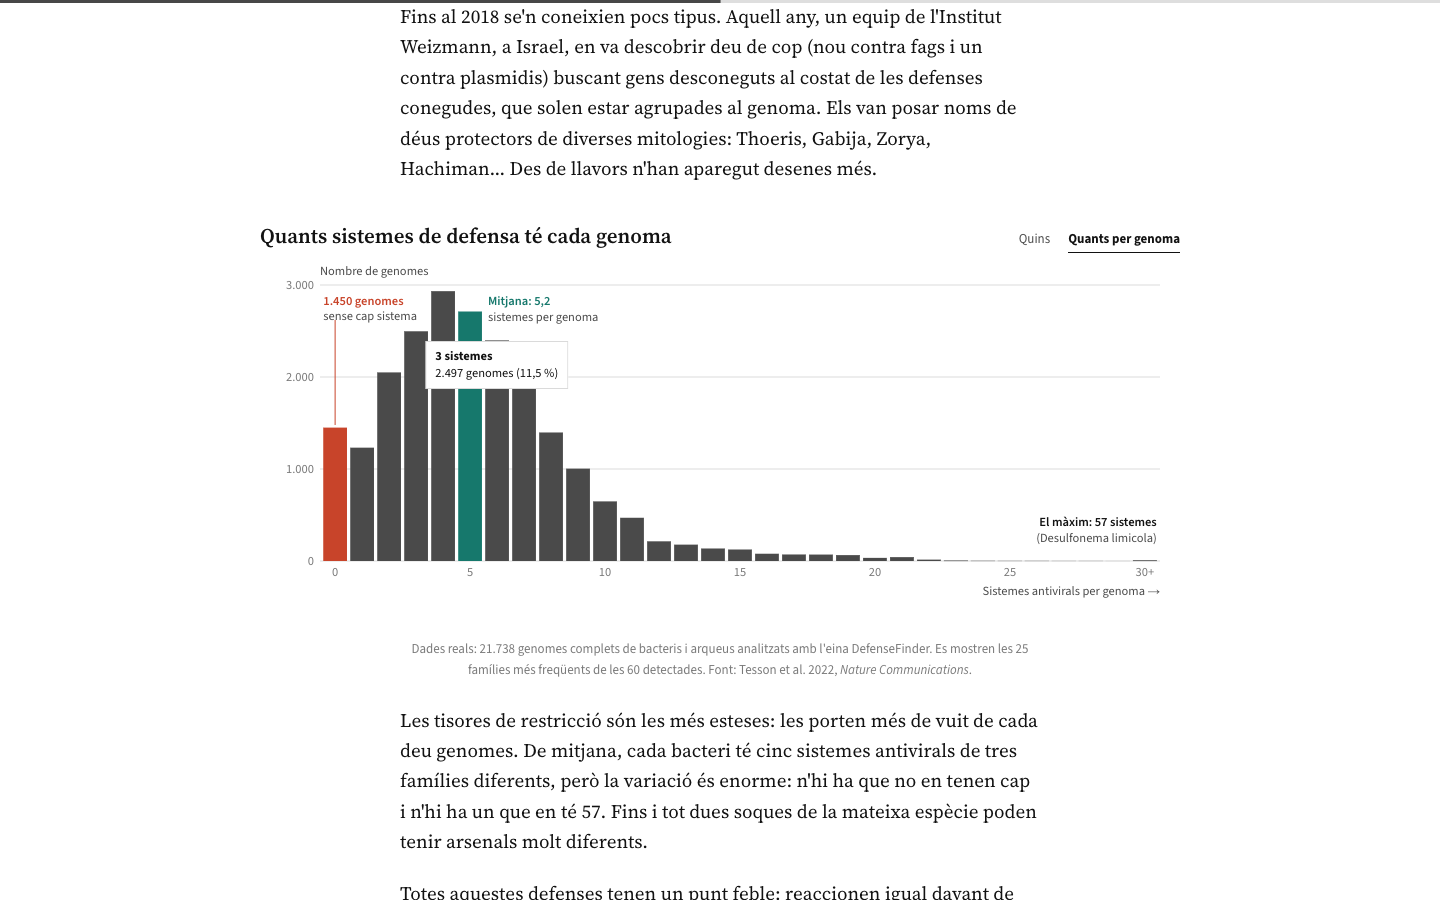 Fins al 2018 se'n coneixien pocs tipus. Aquell any, un equip de l'Institut
Weizmann, a Israel, en va descobrir deu de cop (nou contra fags i un
contra plasmidis) buscant gens desconeguts al costat de les defenses
conegudes, que solen estar agrupades al genoma. Els van posar noms de
déus protectors de diverses mitologies: Thoeris, Gabija, Zorya,
Hachiman... Des de llavors n'han aparegut desenes més.
Quants sistemes de defensa té cada genoma
Quins
Quants per genoma
Nombre de genomes
3.000
1.450 genomes
sense cap sistema
Mitjana: 5,2
sistemes per genoma
3 sistemes
2.497 genomes (11,5 %)
2.000
1.000
El màxim: 57 sistemes
(Desulfonema limicola)
0
0 5 10 15 20 25 30+
Sistemes antivirals per genoma →
Dades reals: 21.738 genomes complets de bacteris i arqueus analitzats amb l'eina DefenseFinder. Es mostren les 25
famílies més freqüents de les 60 detectades. Font: Tesson et al. 2022, Nature Communications.
Les tisores de restricció són les més esteses: les porten més de vuit de cada
deu genomes. De mitjana, cada bacteri té cinc sistemes antivirals de tres
famílies diferents, però la variació és enorme: n'hi ha que no en tenen cap
i n'hi ha un que en té 57. Fins i tot dues soques de la mateixa espècie poden
tenir arsenals molt diferents.
Totes aquestes defenses tenen un punt feble: reaccionen igual davant de